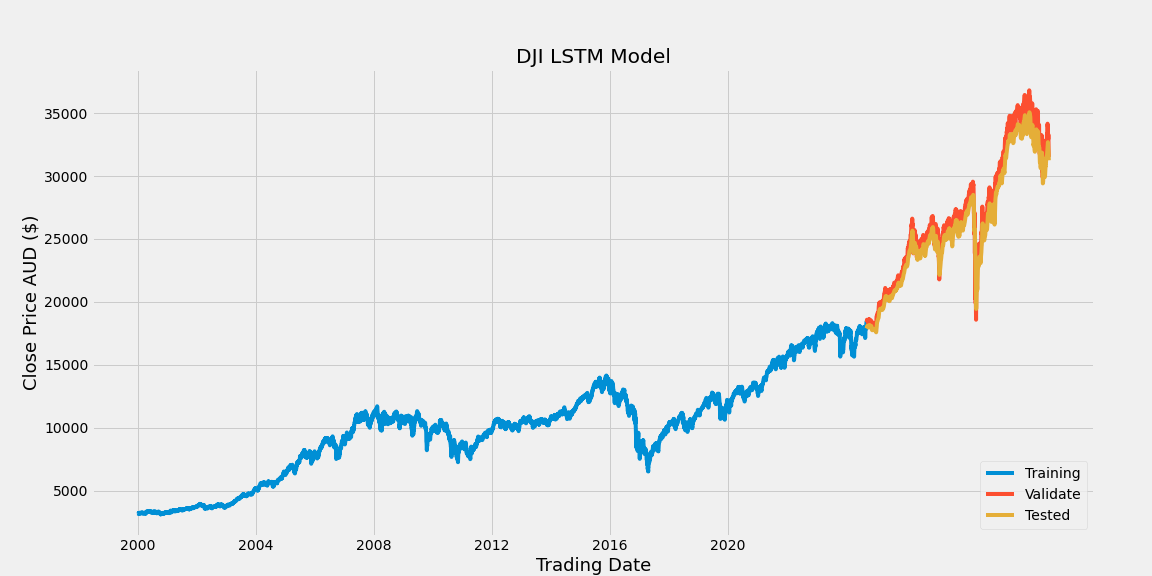 DJI LSTM Model
Close Price AUD ($)
35000
30000
25000
20000
15000
10000
5000
2000 2004 2008 2012 2016 2020
Trading Date
Training
Validate
Tested